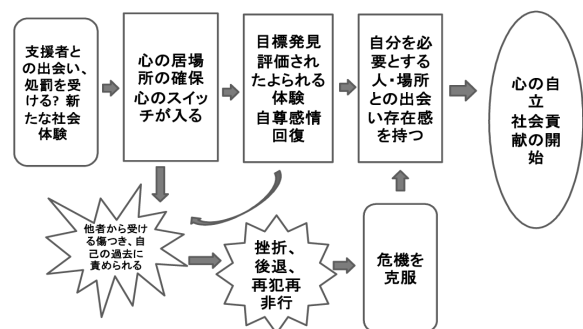 支援者と
の出会い、
処罰を受
ける? 新
たな社会
体験
心の居場
所の確保
心のスイッ
チが入る
目標発見
評価され
たよられる
体験
自尊感情
回復
自分を必
要とする
人・場所
との出会
い存在感
を持つ
心の自
立
社会貢
献の開
始
他者から受け
る傷つき、自
己の過去に
責められる
挫折、
後退、
再犯再
非行
危機を
克服